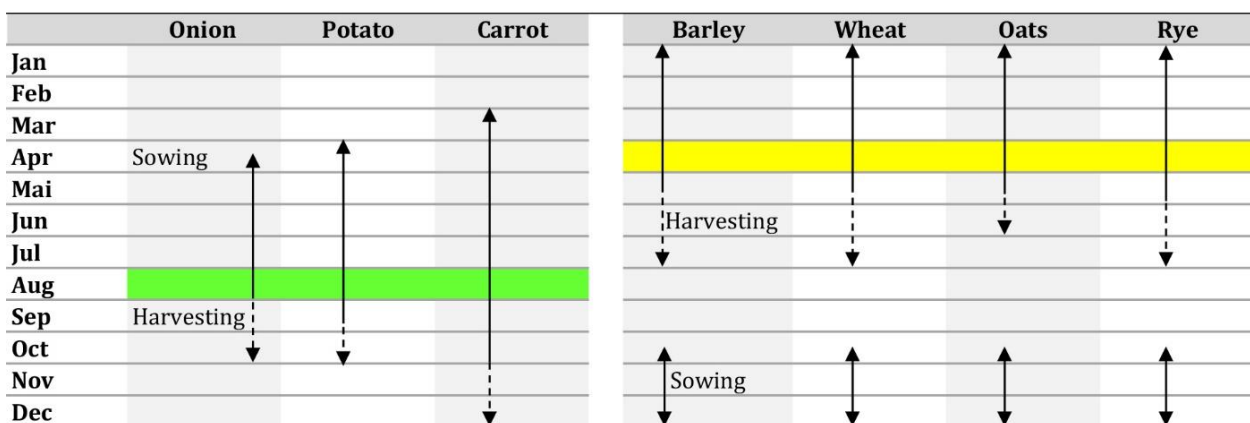 Onion Potato Carrot Barley Wheat Oats Rye
Jan
Feb
Mar
Apr Sowing
Mai
Jun Harvesting
Jul
Aug
Sep Harvesting
Oct
Nov Sowing
Dec